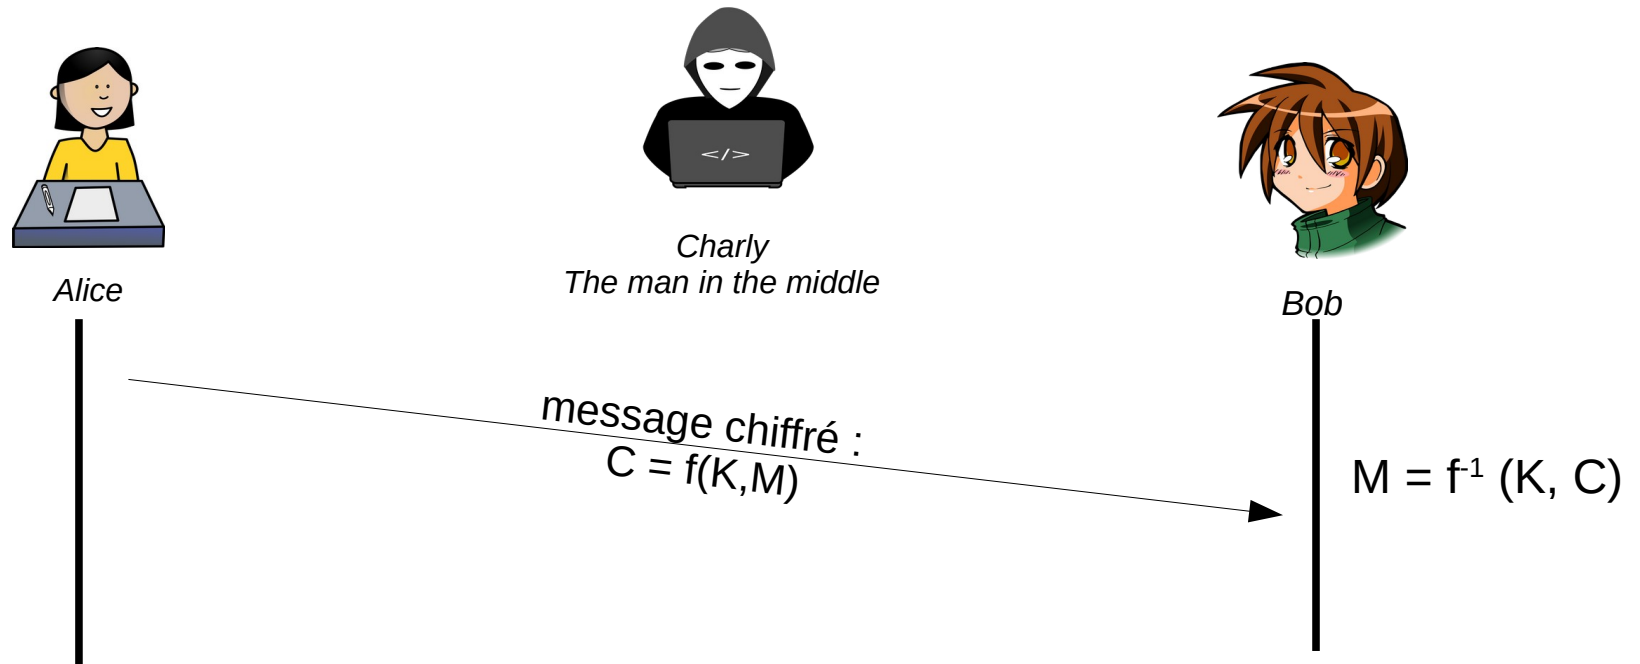 </>
Alice
Charly
The man in the middle
Bob
message chiffré :
C = f(K,M)
M = f⁻¹ (K, C)